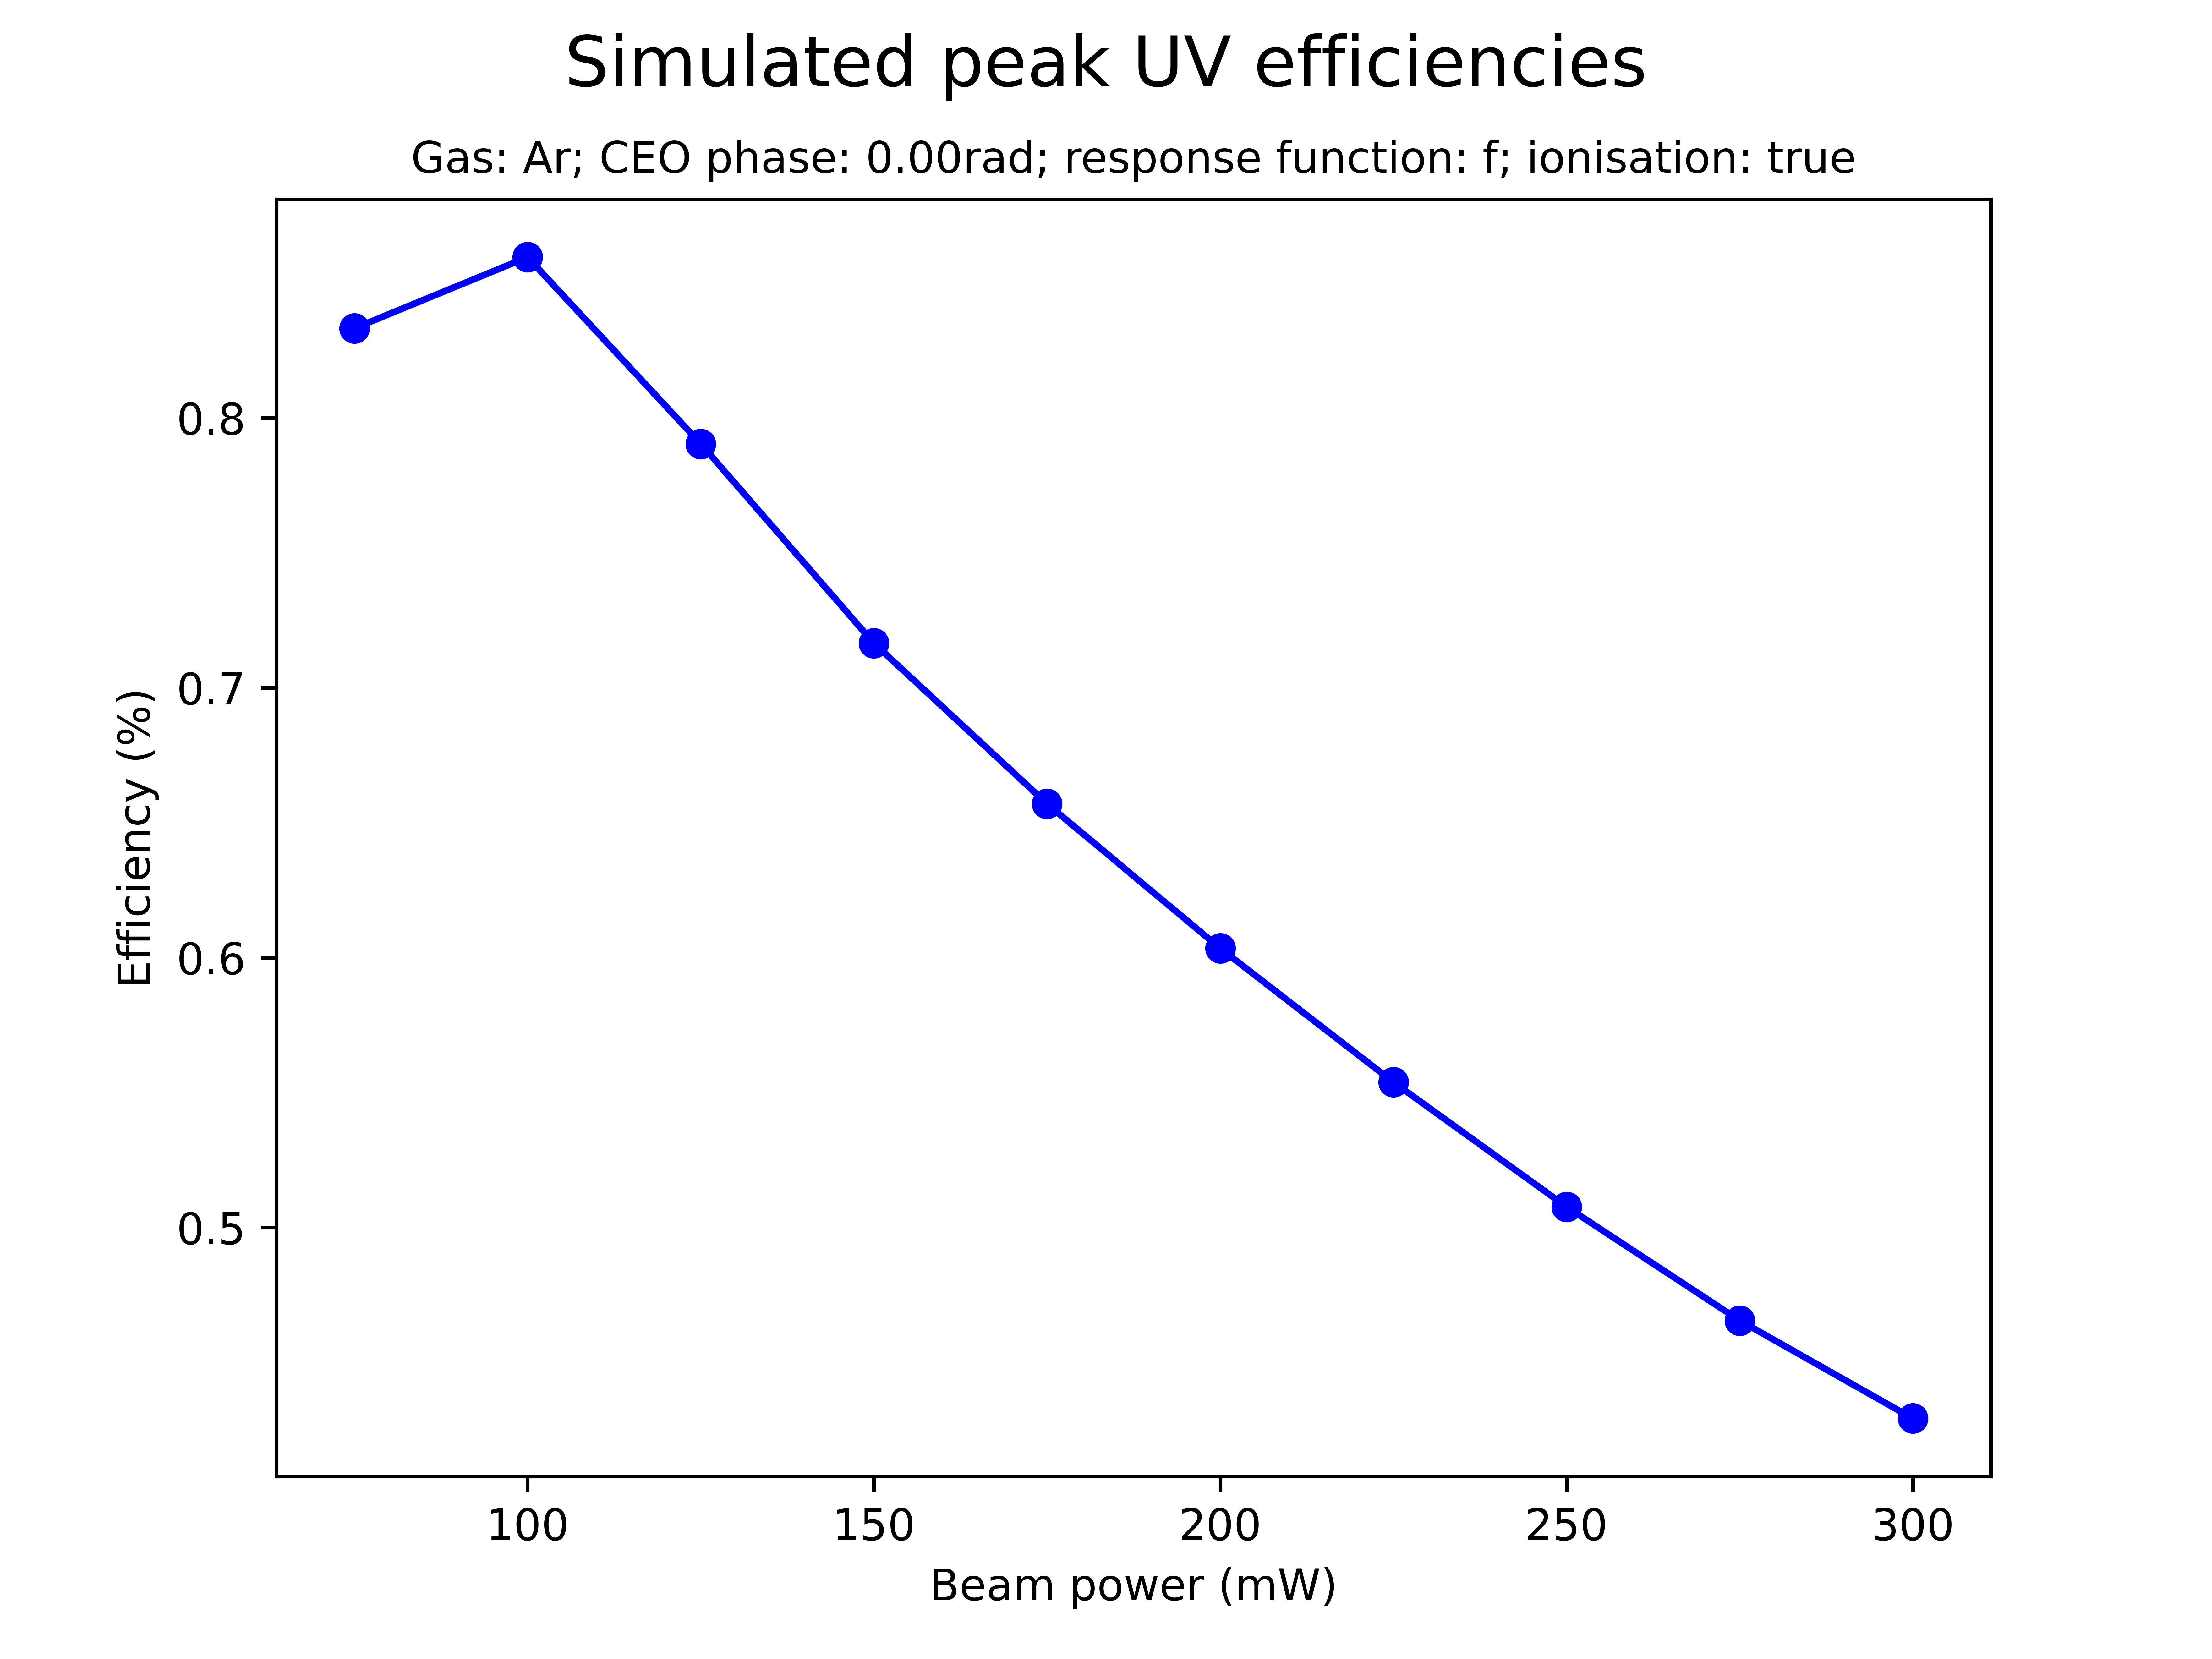 Simulated peak UV efficiencies
Gas: Ar; CEO phase: 0.00rad; response function: f; ionisation: true
Efficiency (%)
0.8
0.7
0.6
0.5
100 150 200 250 300
Beam power (mW)